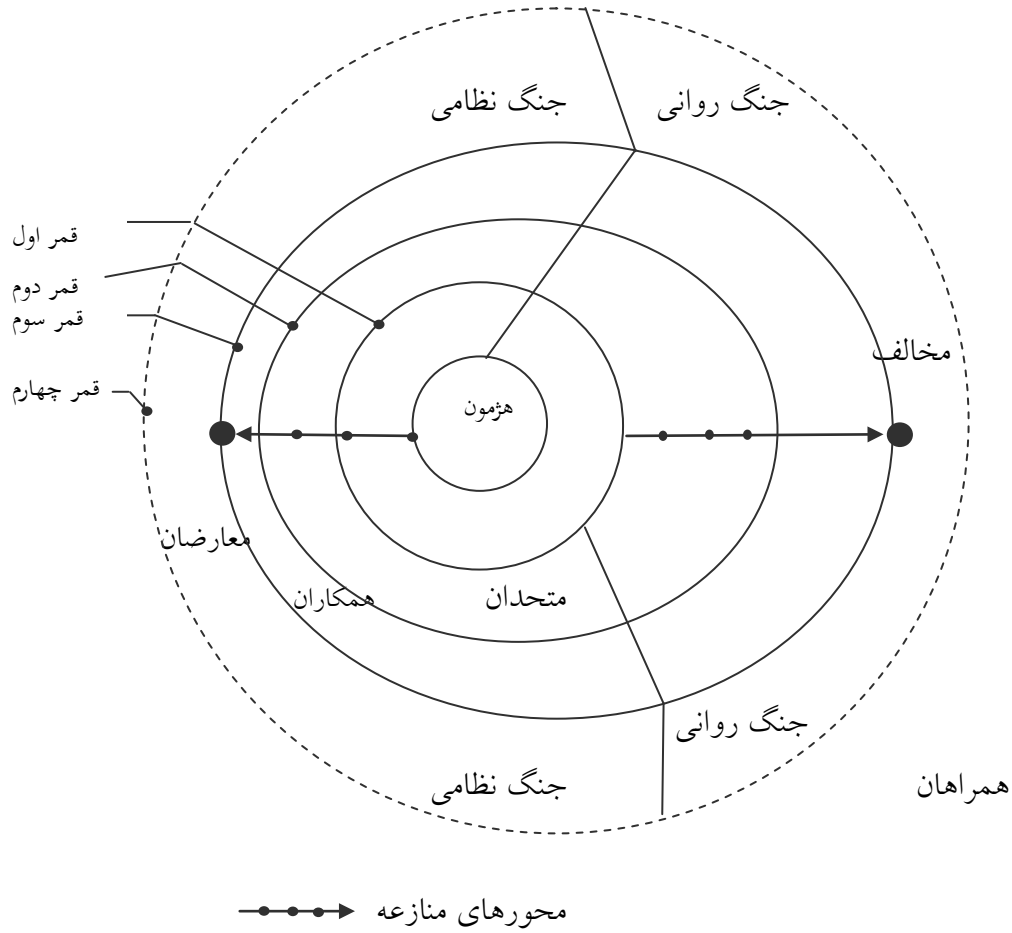 جنگ روانی
جنگ نظامی
قمر اول
قمر دوم
قمر سوم
مخالف
قمر چهارم
هژمون
معارضان
متحدان
همکاران
جنگ روانی
جنگ نظامی
همراهان
محورهای منازعه